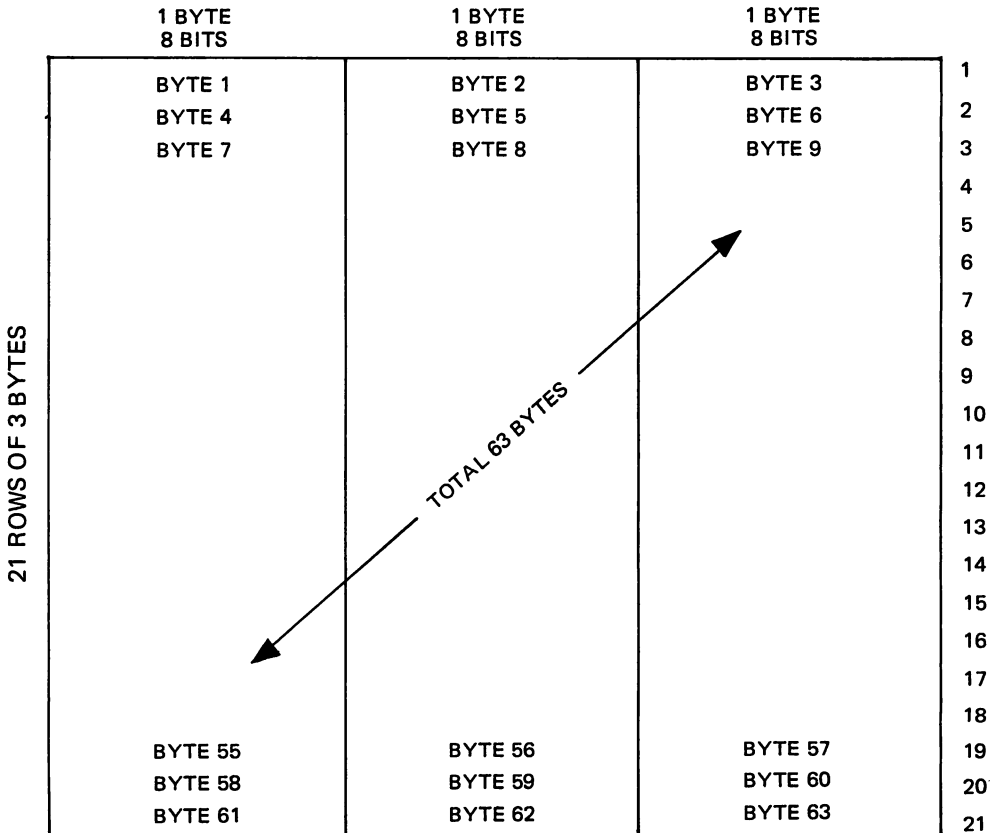 1 BYTE 1 BYTE 1 BYTE
8 BITS 8 BITS 8 BITS
BYTE 1 BYTE 2 BYTE 3 1
BYTE 4 BYTE 5 BYTE 6 2
BYTE 7 BYTE 8 BYTE 9 3
4
5
6
7
8
9
10
11
12
13
14
15
16
17
18
21 ROWS OF 3 BYTES
TOTAL 63 BYTES
BYTE 55 BYTE 56 BYTE 57 19
BYTE 58 BYTE 59 BYTE 60 20
BYTE 61 BYTE 62 BYTE 63 21